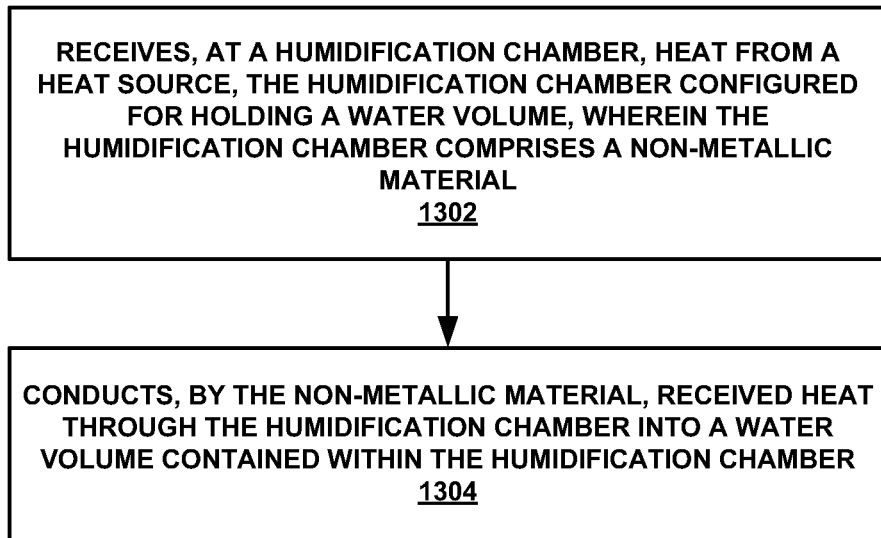 RECEIVES, AT A HUMIDIFICATION CHAMBER, HEAT FROM A
HEAT SOURCE, THE HUMIDIFICATION CHAMBER CONFIGURED
FOR HOLDING A WATER VOLUME, WHEREIN THE
HUMIDIFICATION CHAMBER COMPRISES A NON-METALLIC
MATERIAL
1302
CONDUCTS, BY THE NON-METALLIC MATERIAL, RECEIVED HEAT
THROUGH THE HUMIDIFICATION CHAMBER INTO A WATER
VOLUME CONTAINED WITHIN THE HUMIDIFICATION CHAMBER
1304